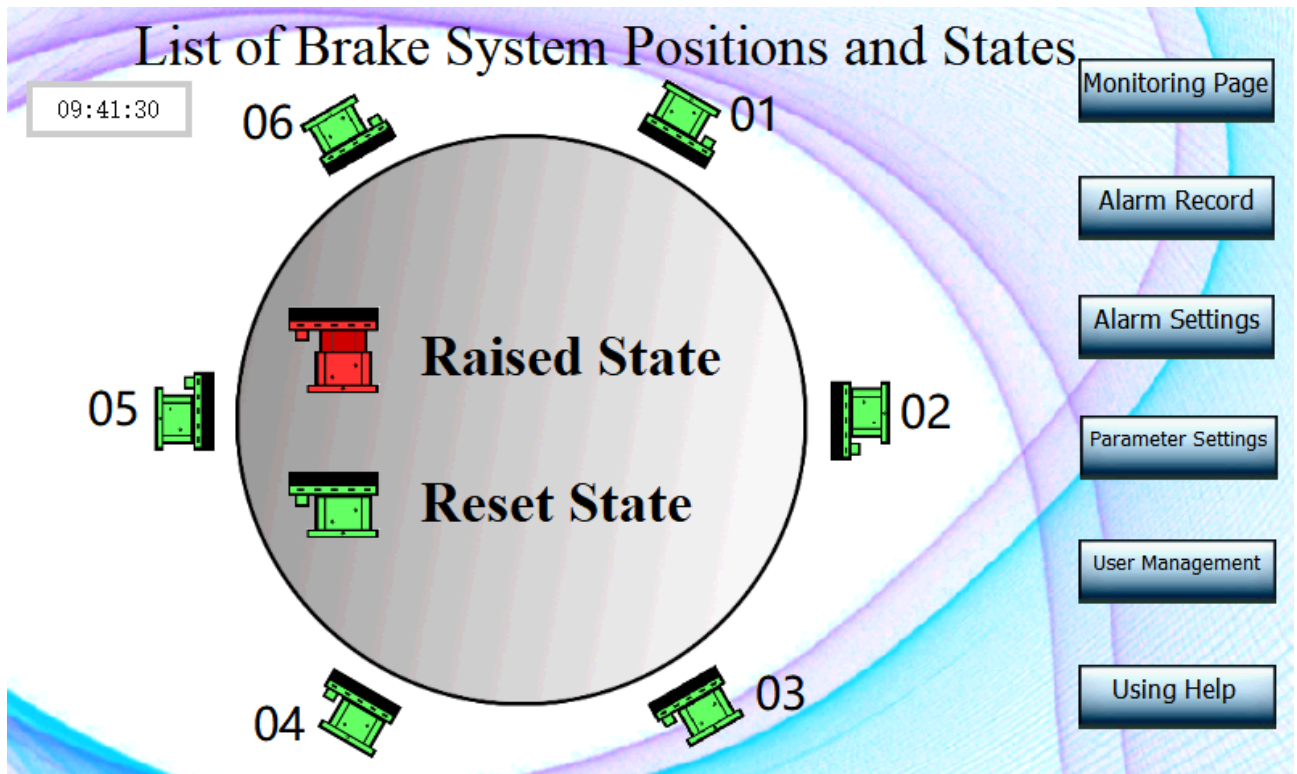 List of Brake System Positions and States
09:41:30
06
01
Monitoring Page
Alarm Record
Alarm Settings
Raised State
05
02
Parameter Settings
Reset State
User Management
04
03
Using Help